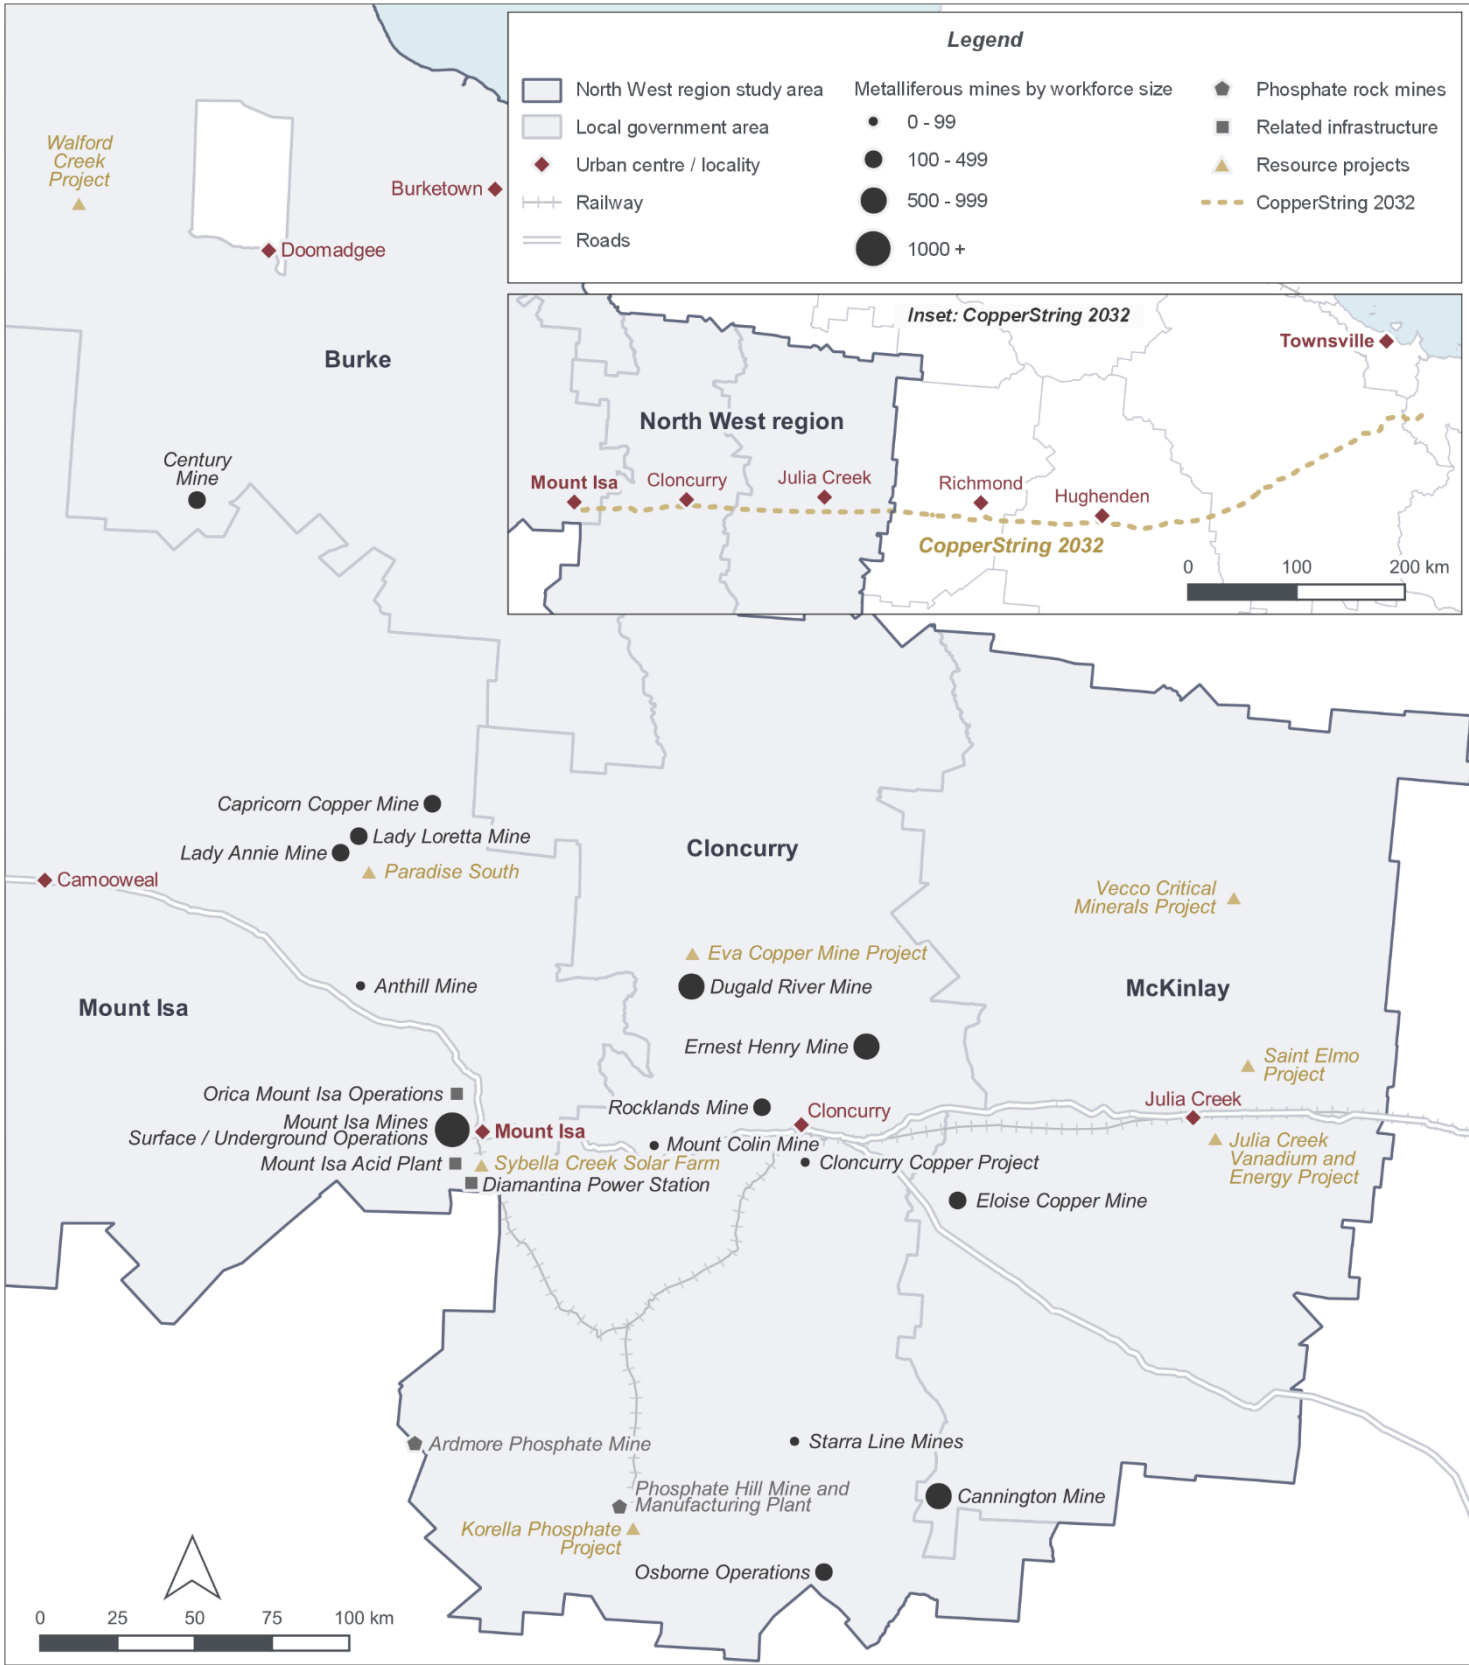 Legend
North West region study area
Local government area
Urban centre / locality
Railway
Roads
Metalliferous mines by workforce size
0 - 99
100 - 499
500 - 999
1000 +
Phosphate rock mines
Related infrastructure
Resource projects
CopperString 2032
Inset: CopperString 2032
Townsville
North West region
Mount Isa
Cloncurry
Julia Creek
Richmond
Hughenden
CopperString 2032
0 100 200 km
Walford
Creek
Project
Burketown
Doomadgee
Burke
Century
Mine
Capricorn Copper Mine
Lady Loretta Mine
Lady Annie Mine
Paradise South
Camooweal
Cloncurry
Vecco Critical
Minerals Project
Eva Copper Mine Project
Dugald River Mine
Anthill Mine
Mount Isa
McKinlay
Ernest Henry Mine
Saint Elmo
Project
Orica Mount Isa Operations
Rocklands Mine
Cloncurry
Julia Creek
Mount Isa Mines
Surface / Underground Operations
Mount Isa
Mount Colin Mine
Julia Creek
Vanadium and
Energy Project
Mount Isa Acid Plant
Sybella Creek Solar Farm
Cloncurry Copper Project
Diamantina Power Station
Eloise Copper Mine
Ardmore Phosphate Mine
Starra Line Mines
Phosphate Hill Mine and
Manufacturing Plant
Cannington Mine
Korella Phosphate
Project
Osborne Operations
0 25 50 75 100 km